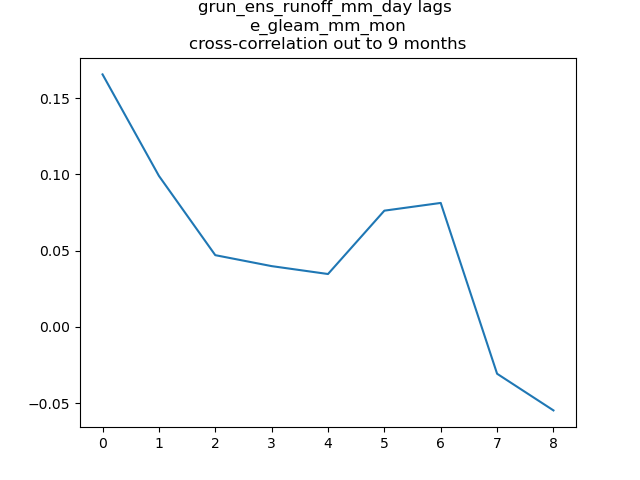 grun_ens_runoff_mm_day lags
e_gleam_mm_mon
cross-correlation out to 9 months
0.15
0.10
0.05
0.00
−0.05
0 1 2 3 4 5 6 7 8